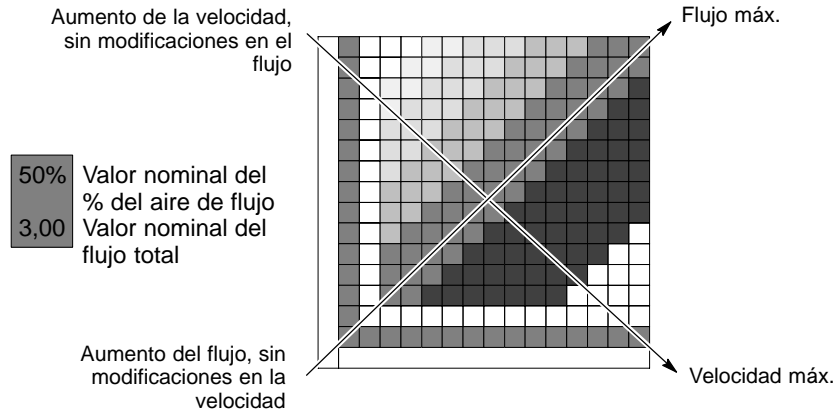 Aumento de la velocidad,
sin modificaciones en el
flujo
Flujo máx.
50% Valor nominal del
% del aire de flujo
3,00 Valor nominal del
flujo total
Aumento del flujo, sin
modificaciones en la
velocidad
Velocidad máx.